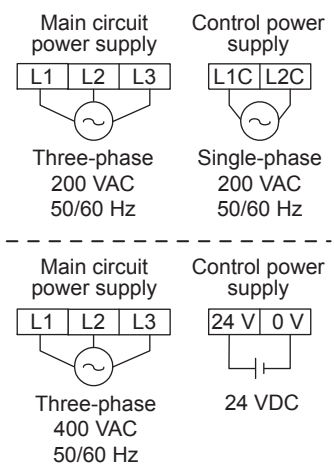 Main circuit
power supply
L1 L2 L3
Three-phase
200 VAC
50/60 Hz
Control power
supply
L1C L2C
Single-phase
200 VAC
50/60 Hz
Main circuit
power supply
L1 L2 L3
Three-phase
400 VAC
50/60 Hz
Control power
supply
24 V 0 V
24 VDC